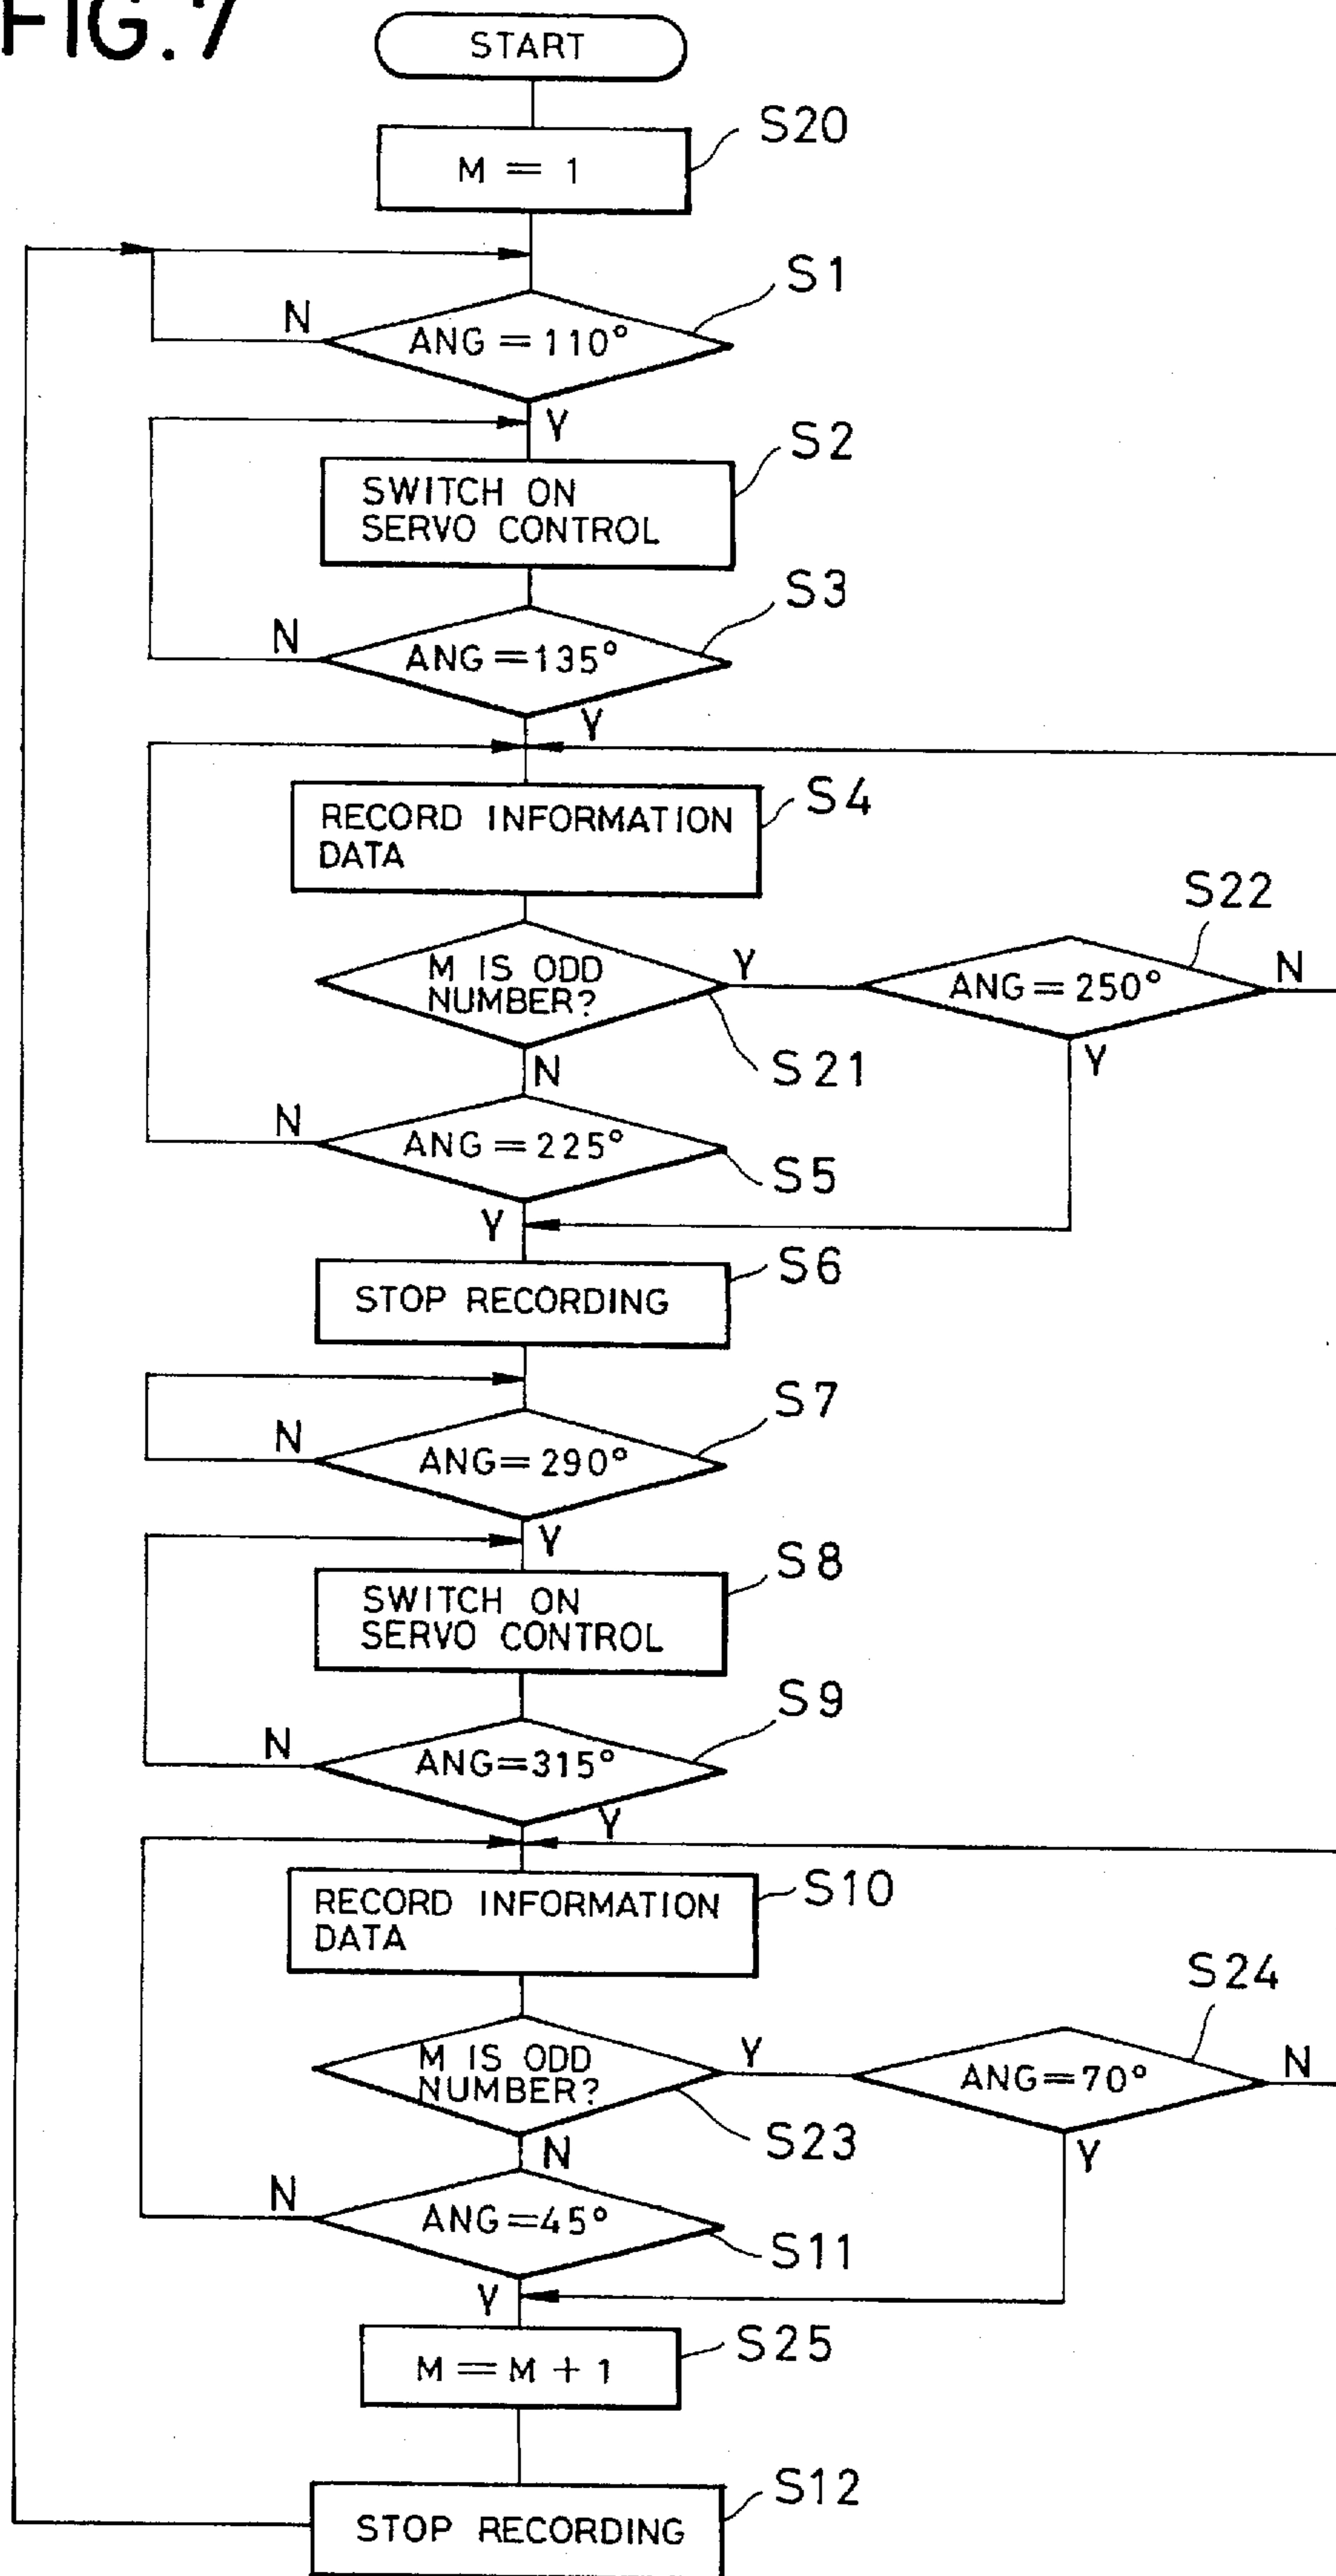 FIG. 7
START
S20
M = 1
S1
N
ANG = 110°
Y
S2
SWITCH ON
SERVO CONTROL
S3
N
ANG = 135°
Y
S4
RECORD INFORMATION
DATA
S22
M IS ODD
NUMBER?
Y
ANG = 250°
N
S21
Y
N
N
ANG = 225°
S5
Y
S6
STOP RECORDING
S7
N
ANG = 290°
Y
S8
SWITCH ON
SERVO CONTROL
S9
N
ANG = 315°
Y
S10
RECORD INFORMATION
DATA
S24
M IS ODD
NUMBER?
Y
ANG = 70°
N
S23
Y
N
N
ANG = 45°
S11
Y
S25
M = M + 1
S12
STOP RECORDING